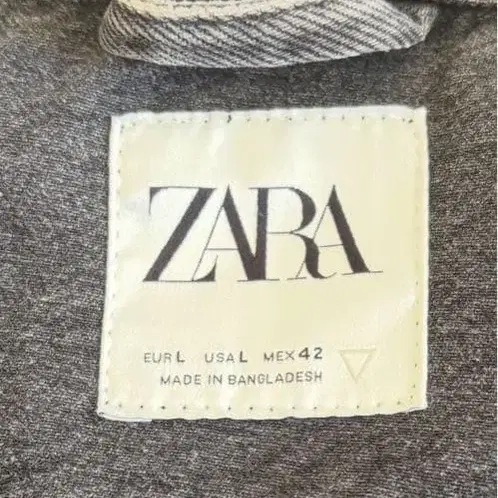 ZARA
EUR L USA L MEX 42
MADE IN BANGLADESH